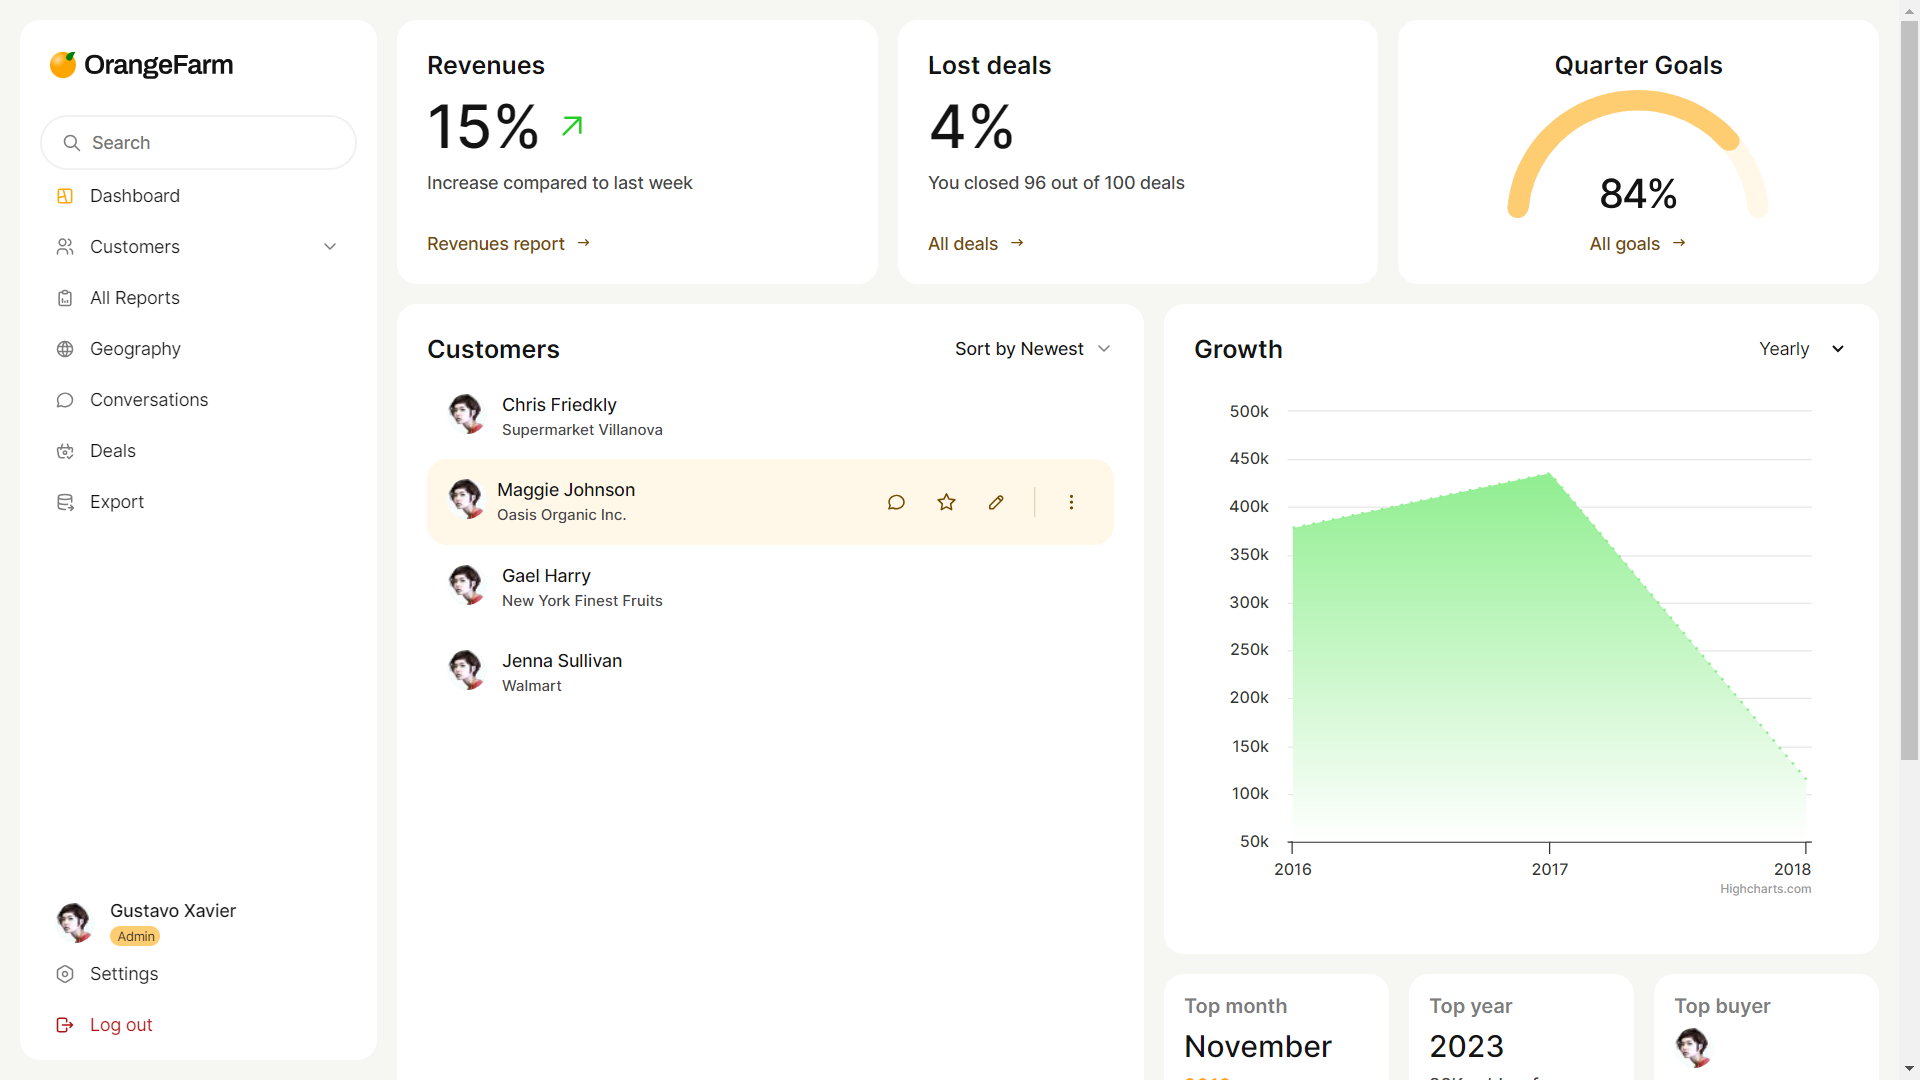 OrangeFarm
Search
Dashboard
Customers
All Reports
Geography
Conversations
Deals
Export
Gustavo Xavier
Admin
Settings
Log out
Revenues
15%
Increase compared to last week
Revenues report →
Lost deals
4%
You closed 96 out of 100 deals
All deals →
Quarter Goals
84%
All goals →
Customers
Sort by Newest
Chris Friedkly
Supermarket Villanova
Maggie Johnson
Oasis Organic Inc.
Gael Harry
New York Finest Fruits
Jenna Sullivan
Walmart
Growth
Yearly
500k
450k
400k
350k
300k
250k
200k
150k
100k
50k
2016 2017 2018
Highcharts.com
Top month
November
Top year
2023
Top buyer